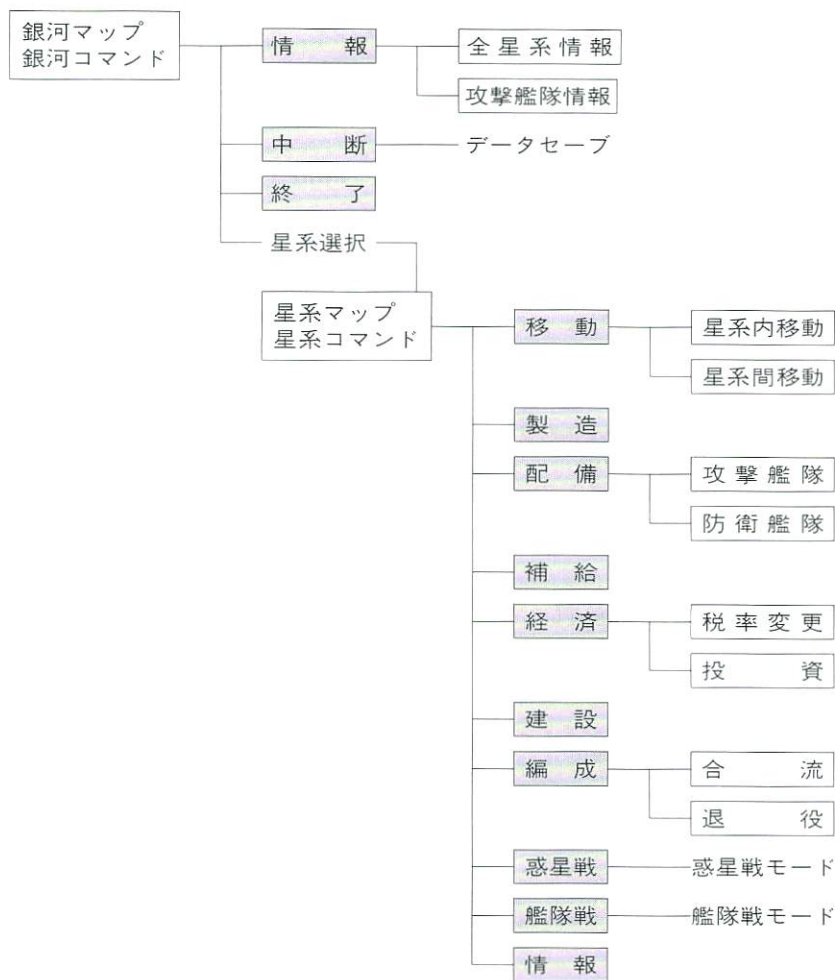 銀河マップ
銀河コマンド
情報
全星系情報
攻撃艦隊情報
中断
データセーブ
終了
星系選択
星系マップ
星系コマンド
移動
星系内移動
星系間移動
製造
配備
攻撃艦隊
防衛艦隊
補給
経済
税率変更
投資
建設
編成
合流
退役
惑星戦
惑星戦モード
艦隊戦
艦隊戦モード
情報